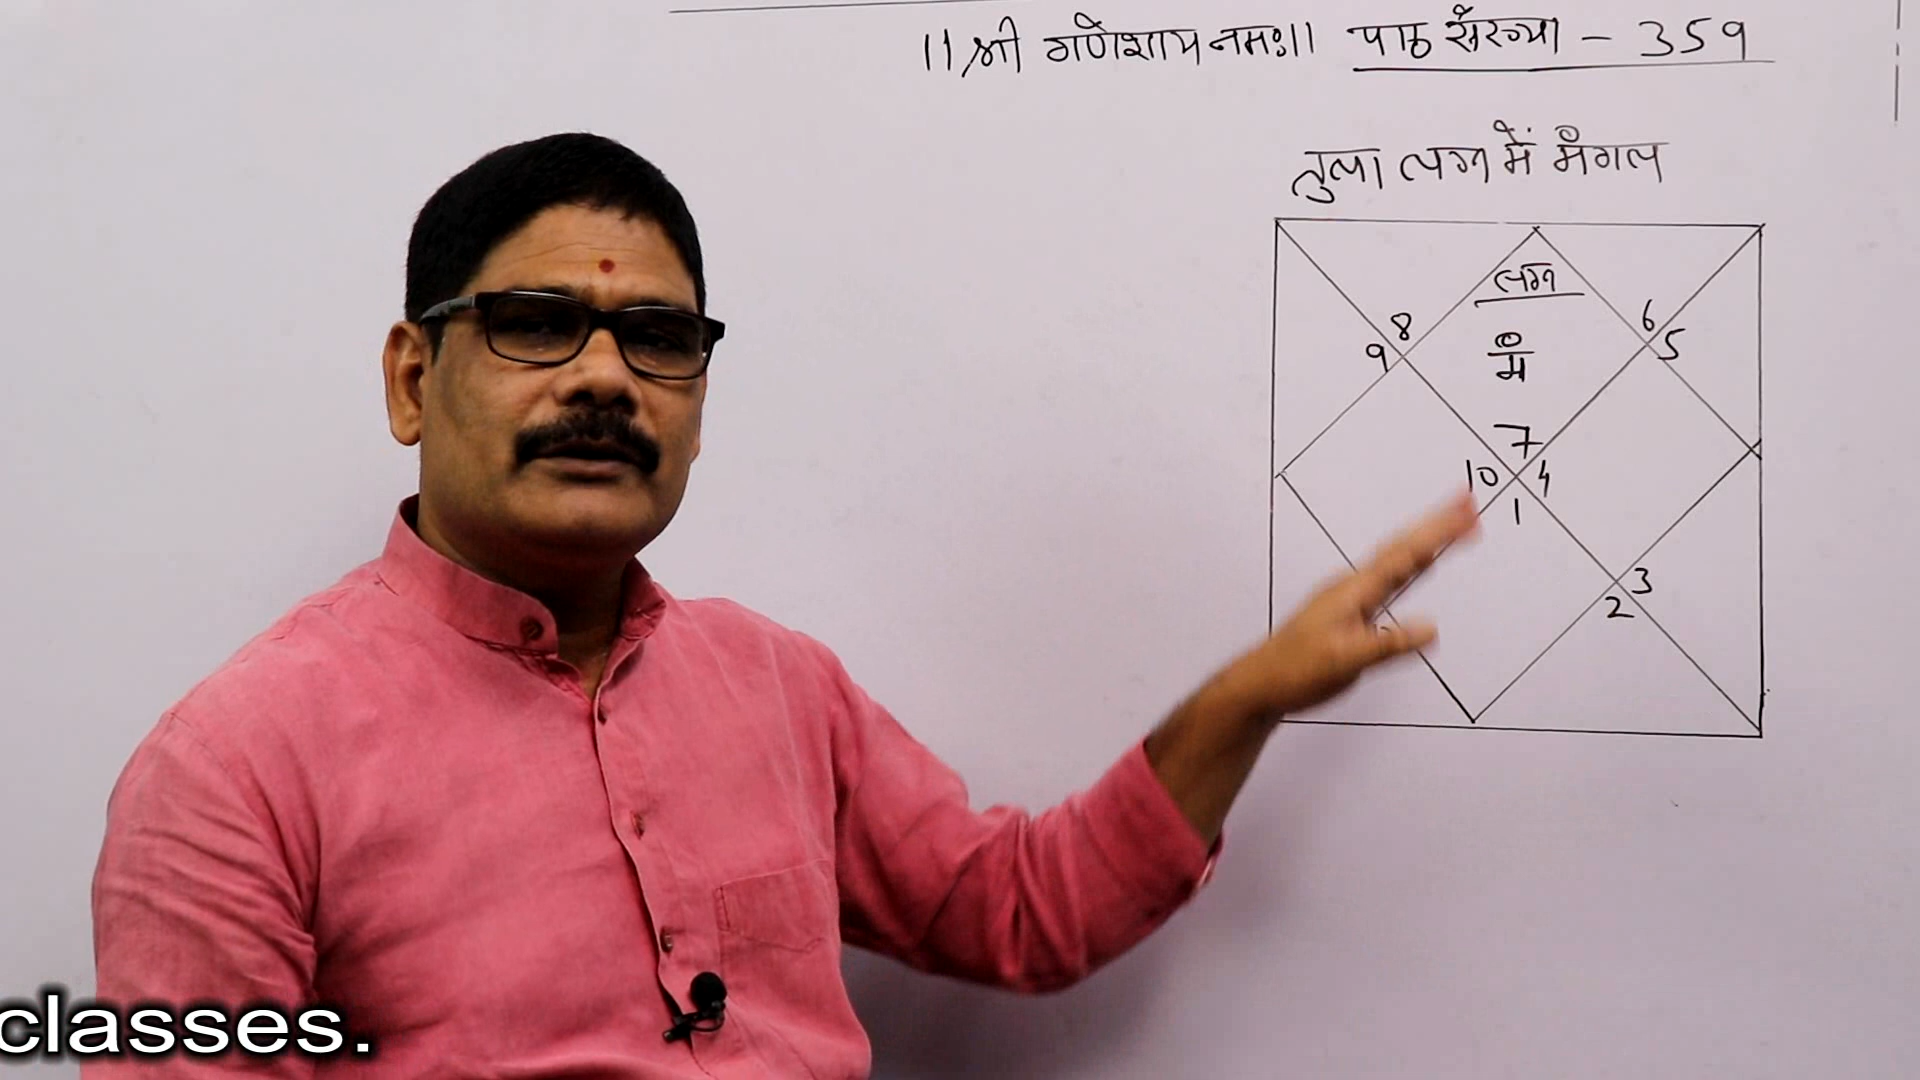 ।। श्री गणेशाय नमः ।। पाठ सँख्या - 359
तुला लग्न में मँगल
लग्न
8 6
9 मँ 5
7
10 4
1
3
2
classes.